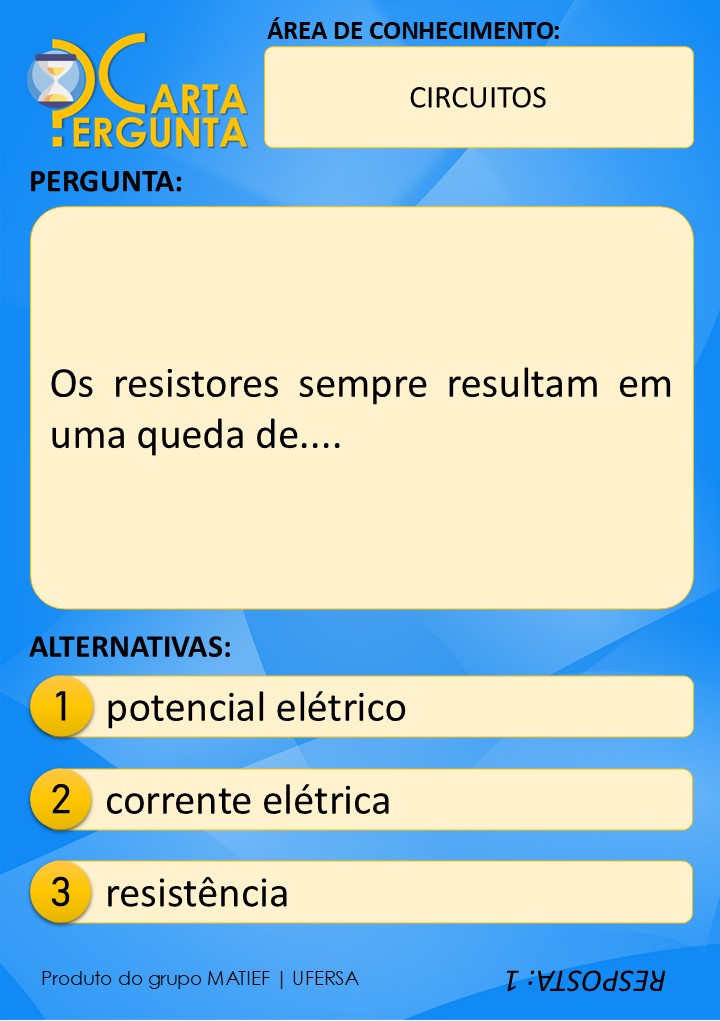 ÁREA DE CONHECIMENTO:
CARTA
PERGUNTA
CIRCUITOS
PERGUNTA:
Os resistores sempre resultam em
uma queda de....
ALTERNATIVAS:
1 potencial elétrico
2 corrente elétrica
3 resistência
Produto do grupo MATIEF | UFERSA
RESPOSTA: 1